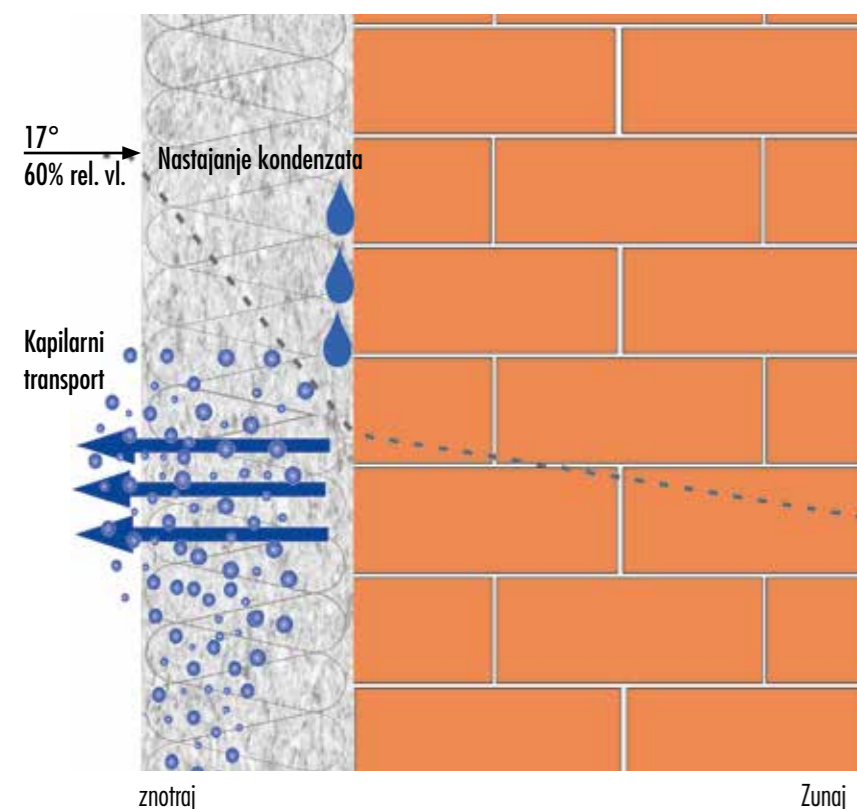 17°
60% rel. vl.
Nastajanje kondenzata
Kapilarni
transport
znotraj
Zunaj